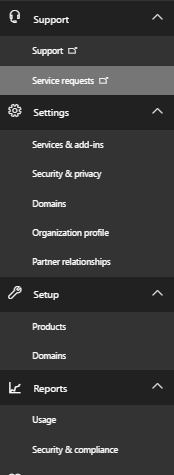 Support
Support
Service requests
Settings
Services & add-ins
Security & privacy
Domains
Organization profile
Partner relationships
Setup
Products
Domains
Reports
Usage
Security & compliance